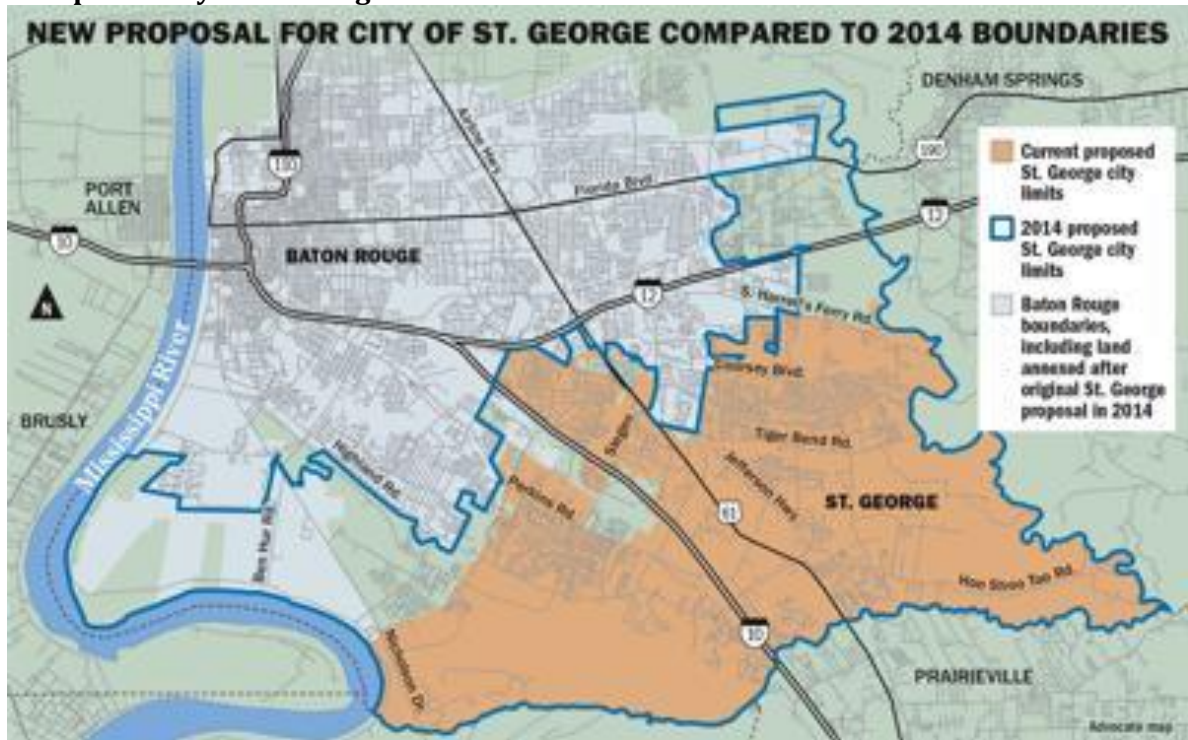 NEW PROPOSAL FOR CITY OF ST. GEORGE COMPARED TO 2014 BOUNDARIES
DENHAM SPRINGS
190
Airline Hwy.
110
Florida Blvd.
PORT
ALLEN
12
10
BATON ROUGE
12
N
S. Harrell's Ferry Rd.
Mississippi River
Coursey Blvd.
BRUSLY
Highland Rd.
Siegen
Tiger Bend Rd.
Jefferson Hwy.
Perkins Rd.
ST. GEORGE
61
Ben Hur Rd.
Hoo Shoo Too Rd.
10
Nicholson Dr.
PRAIRIEVILLE
Current proposed
St. George city
limits
2014 proposed
St. George city
limits
Baton Rouge
boundaries,
including land
annexed after
original St. George
proposal in 2014
Advocate map